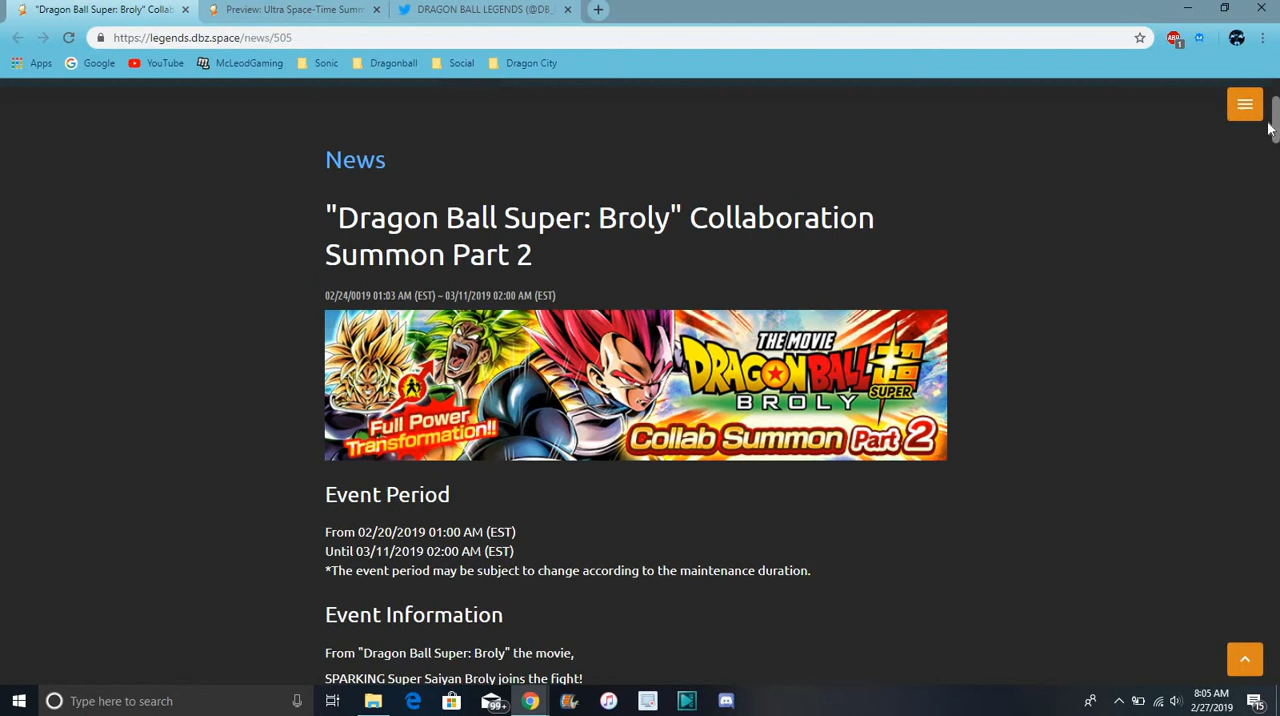 "Dragon Ball Super: Broly" Collab
Preview: Ultra Space-Time Summ
DRAGON BALL LEGENDS (@DB_
https://legends.dbz.space/news/505
ABP
1
Apps
Google
YouTube
McLeodGaming
Sonic
Dragonball
Social
Dragon City
News
"Dragon Ball Super: Broly" Collaboration
Summon Part 2
02/24/0019 01:03 AM (EST) ~ 03/11/2019 02:00 AM (EST)
THE MOVIE
DRAGON BALL 超
SUPER
BROLY
Full Power
Transformation!!
Collab Summon Part 2
Event Period
From 02/20/2019 01:00 AM (EST)
Until 03/11/2019 02:00 AM (EST)
*The event period may be subject to change according to the maintenance duration.
Event Information
From "Dragon Ball Super: Broly" the movie,
SPARKING Super Saiyan Broly joins the fight!
Type here to search
99+
8:05 AM
2/27/2019
15